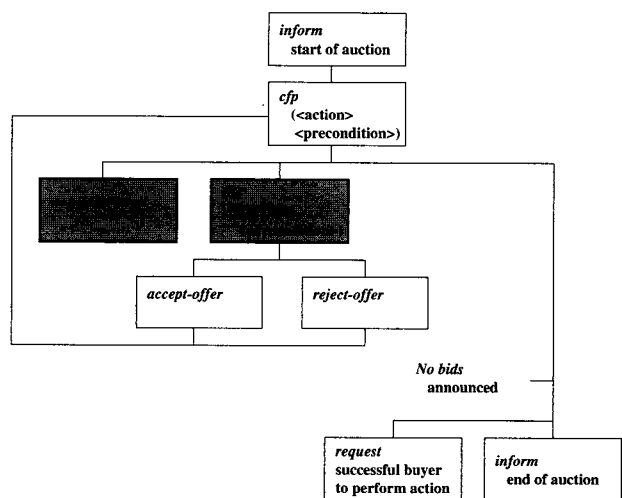 inform
start of auction
cfp
(<action>
<precondition>)
accept-offer
reject-offer
No bids
announced
request
successful buyer
to perform action
inform
end of auction